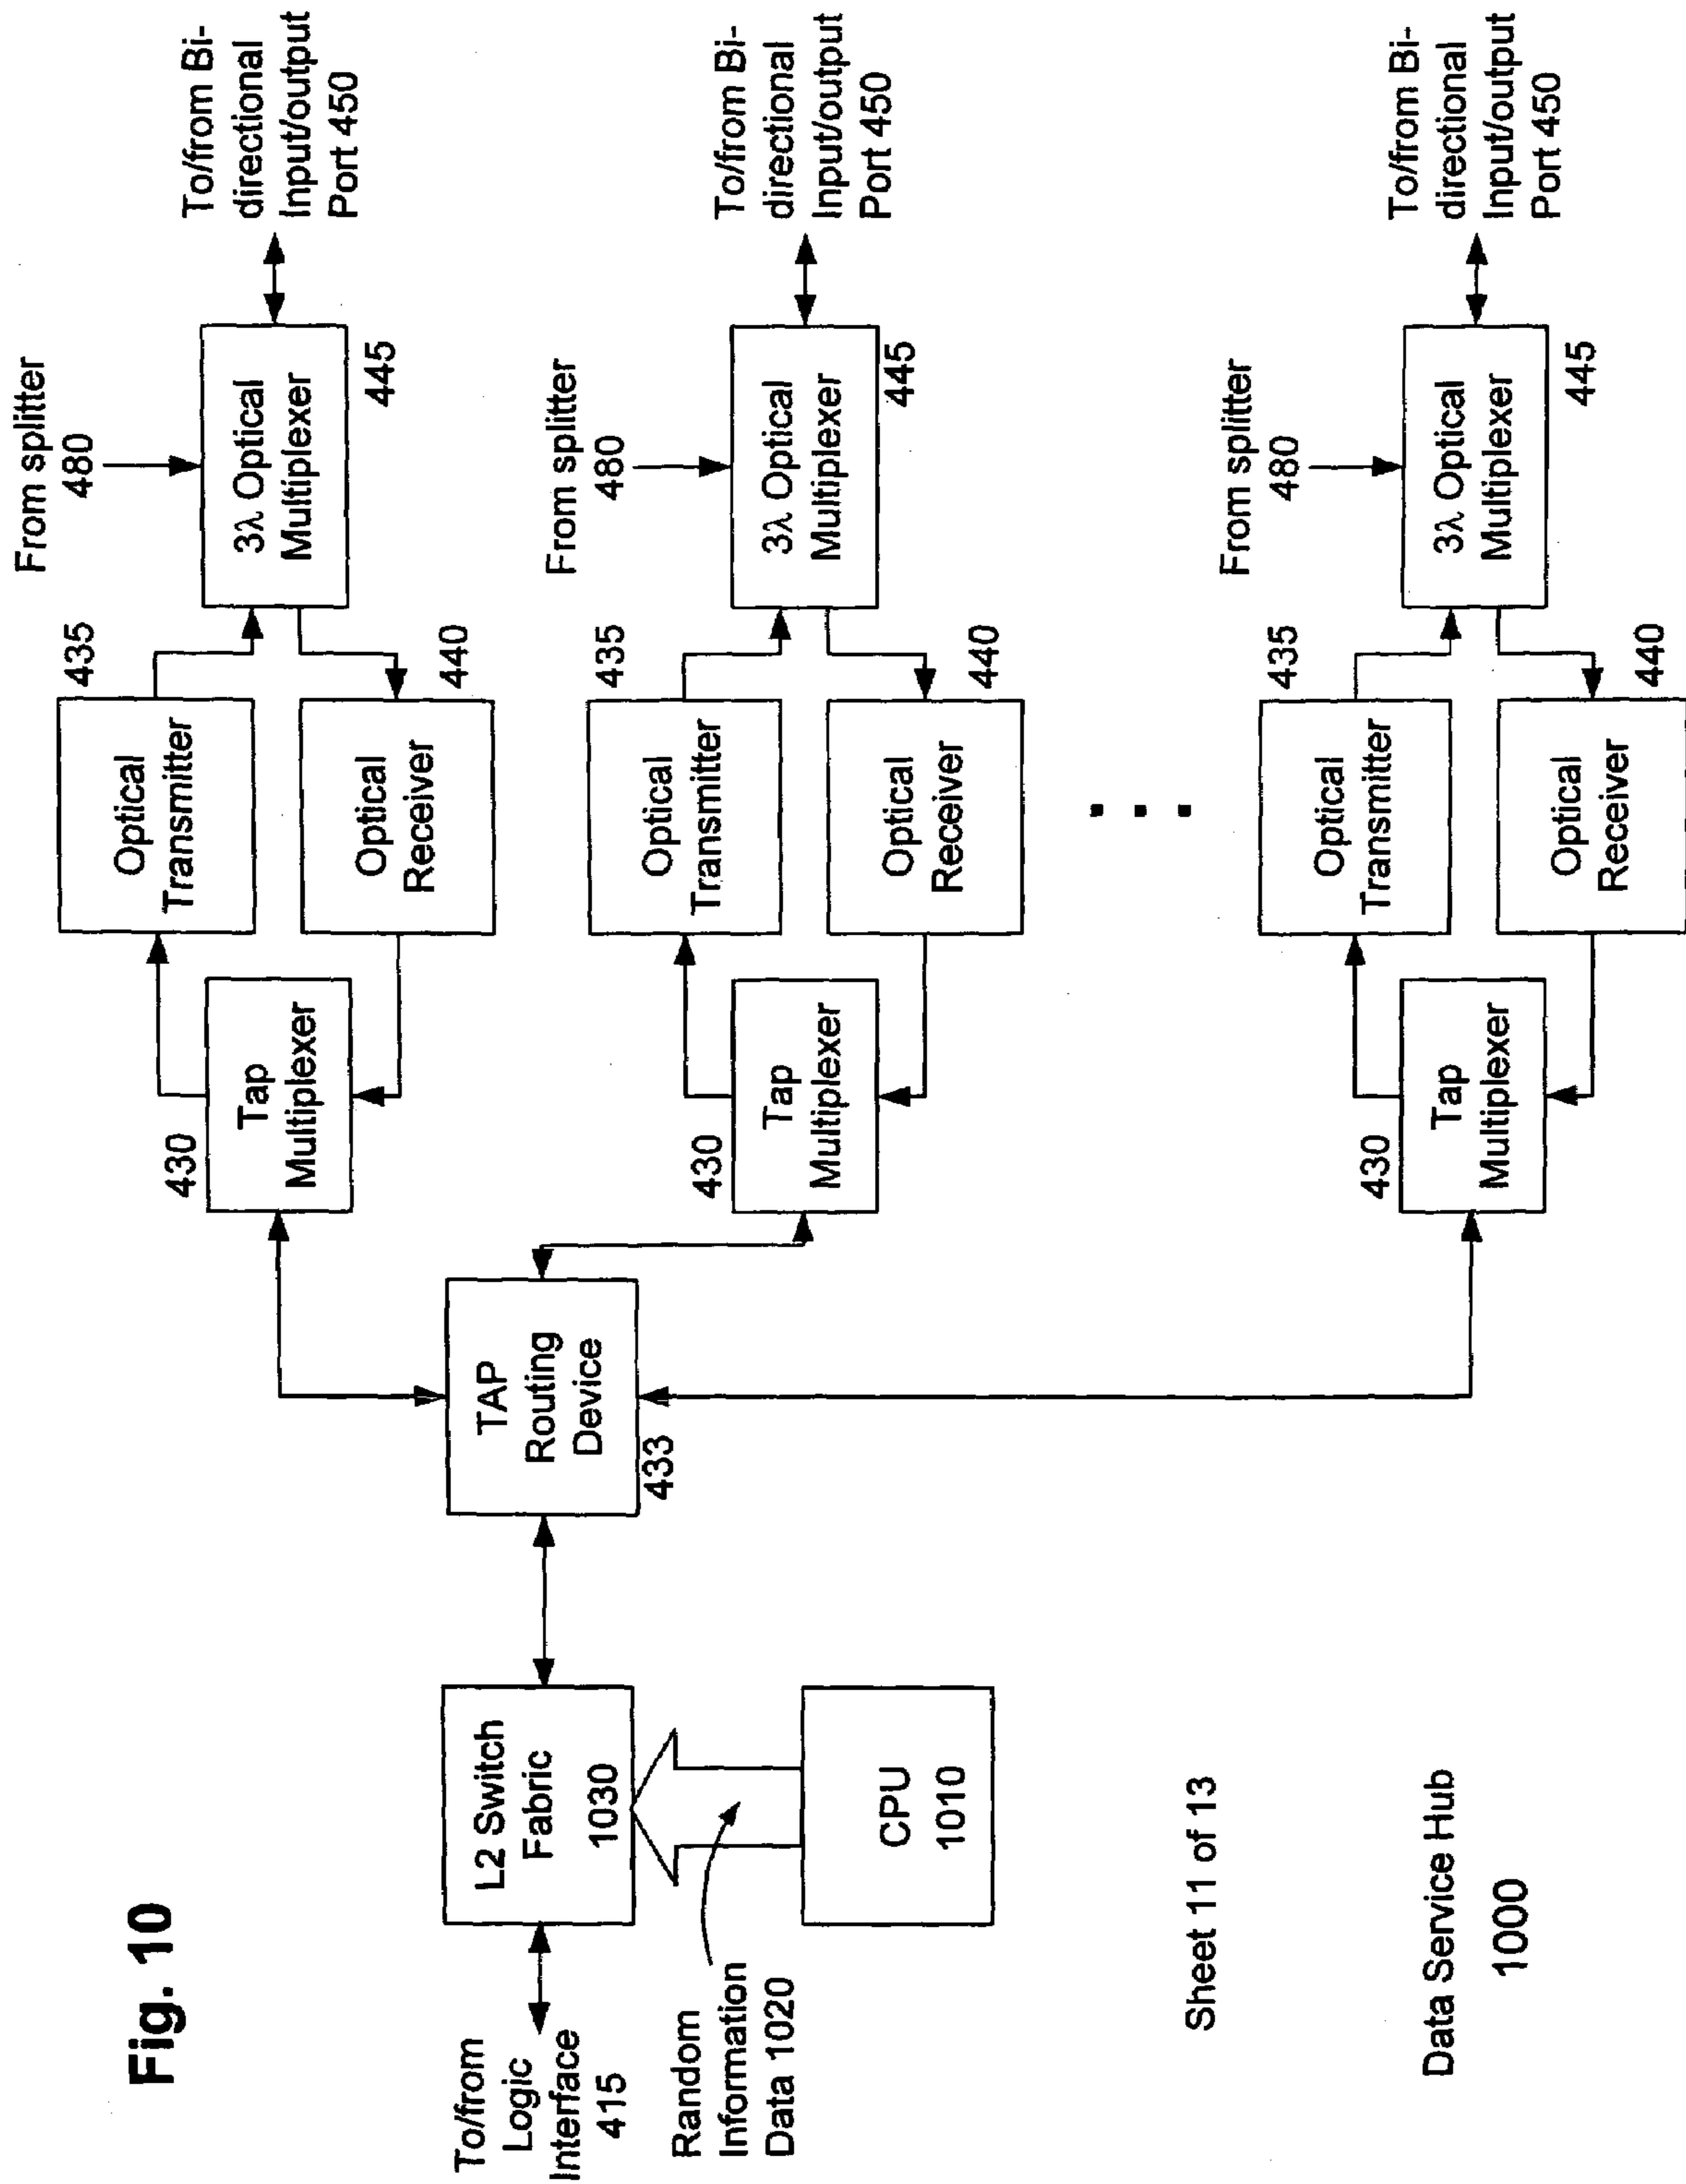 Fig. 10
To/from
Logic
Interface
415
L2 Switch
Fabric
1030
Random
Information
Data 1020
CPU
1010
TAP
Routing
Device
433
430
Tap
Multiplexer
Optical
Transmitter
435
Optical
Receiver
440
From splitter
480
3λ Optical
Multiplexer
445
To/from Bi-
directional
Input/output
Port 450
430
Tap
Multiplexer
Optical
Transmitter
435
Optical
Receiver
440
From splitter
480
3λ Optical
Multiplexer
445
To/from Bi-
directional
Input/output
Port 450
430
Tap
Multiplexer
Optical
Transmitter
435
Optical
Receiver
440
From splitter
480
3λ Optical
Multiplexer
445
To/from Bi-
directional
Input/output
Port 450
Sheet 11 of 13
Data Service Hub
1000